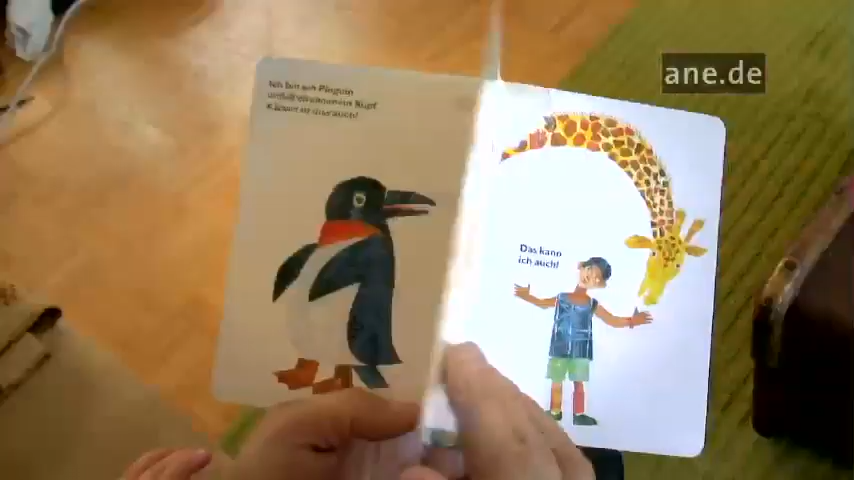 Ich bin ein Pinguin
Kannst du das auch?
Das kann
ich auch!
ane.de